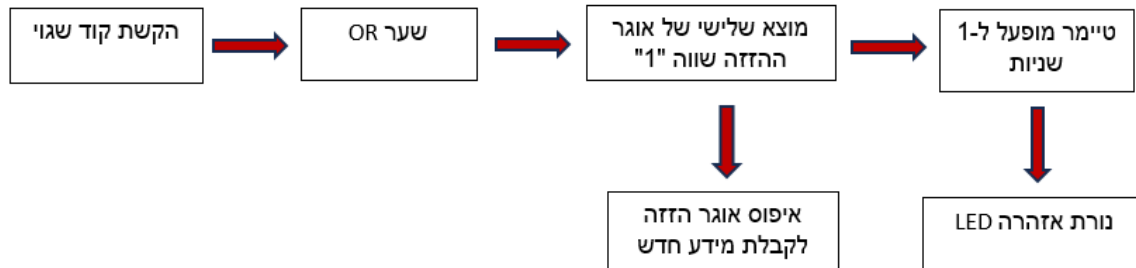 הקשת קוד שגוי
שער OR
מוצא שלישי של אוגר
ההזזה שווה "1"
טיימר מופעל ל-1
שניות
איפוס אוגר הזזה
לקבלת מידע חדש
נורת אזהרה LED